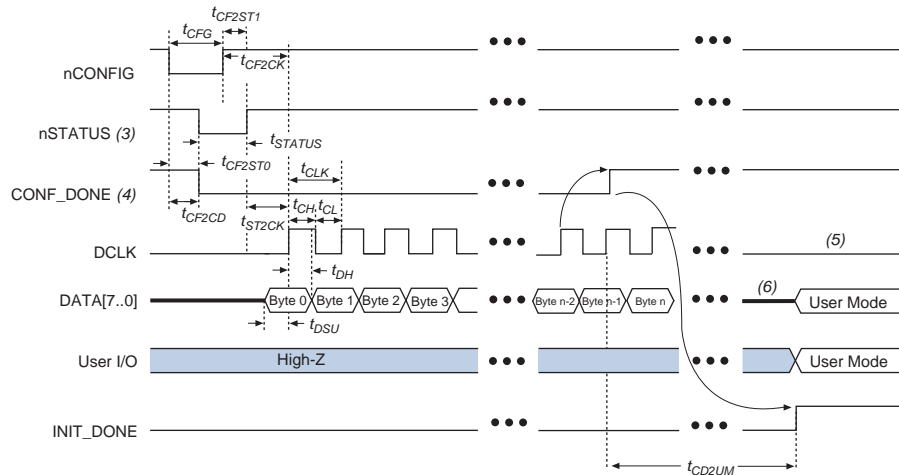 tCF2ST1
tCFG
tCF2CK
nCONFIG
nSTATUS (3)
tSTATUS
tCF2ST0
tCLK
CONF_DONE (4)
tCF2CD
tST2CK
tCH
tCL
DCLK
(5)
tDH
DATA[7..0]
Byte 0
Byte 1
Byte 2
Byte 3
Byte n-2
Byte n-1
Byte n
(6)
User Mode
tDSU
User I/O
High-Z
User Mode
INIT_DONE
tCD2UM